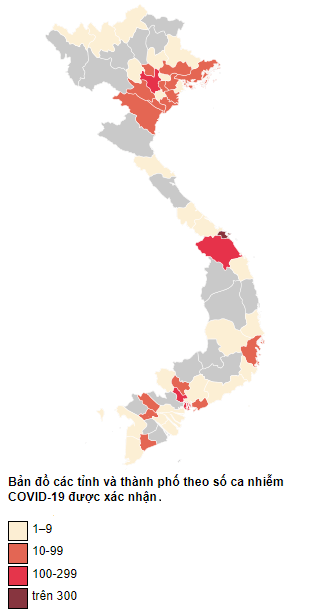 Bản đồ các tỉnh và thành phố theo số ca nhiễm
COVID-19 được xác nhận.
1–9
10-99
100-299
trên 300